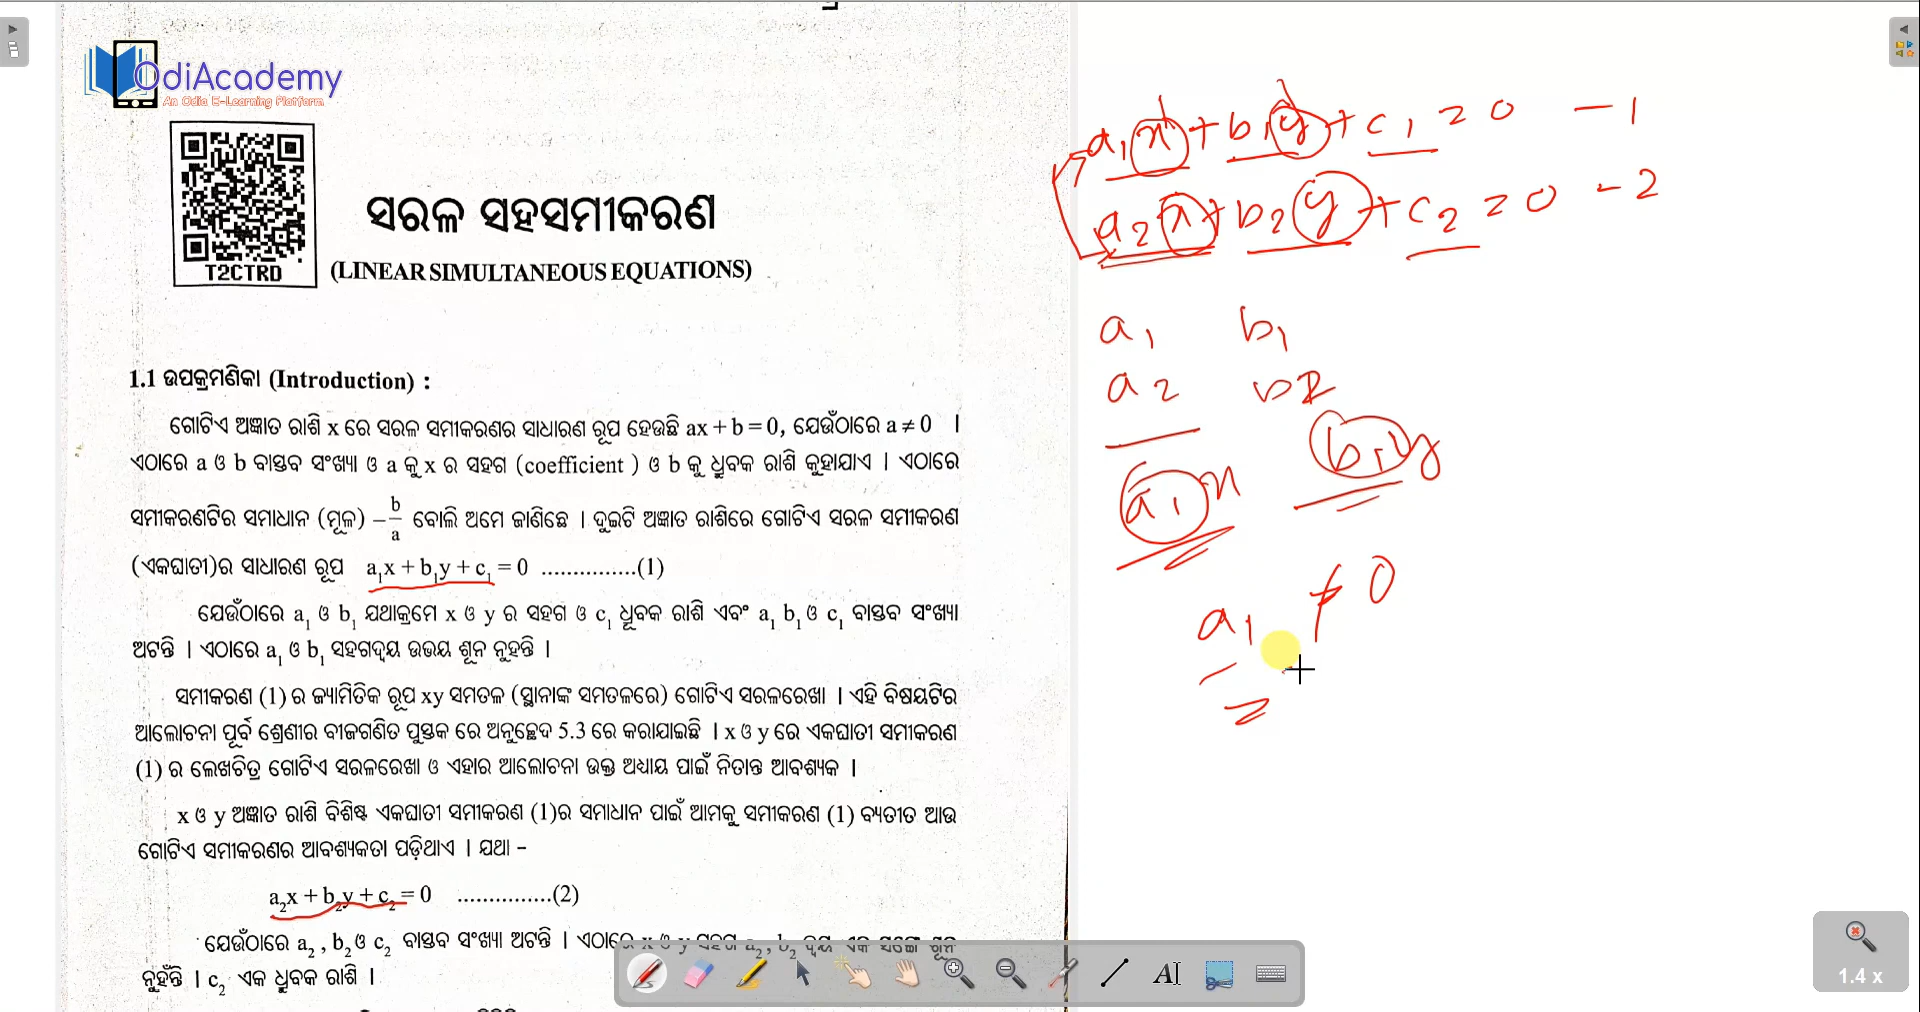 OdiAcademy
An Odia E-Learning Platform
T2CTRD
ସରଳ ସହସମୀକରଣ
(LINEAR SIMULTANEOUS EQUATIONS)
1.1 ଉପକ୍ରମଣିକା (Introduction) :
ଗୋଟିଏ ଅଜ୍ଞାତ ରାଶି x ରେ ସରଳ ସମୀକରଣର ସାଧାରଣ ରୂପ ହେଉଛି ax + b = 0, ଯେଉଁଠାରେ a ≠ 0 ।
ଏଠାରେ a ଓ b ବାସ୍ତବ ସଂଖ୍ୟା ଓ a କୁ x ର ସହଗ (coefficient ) ଓ b କୁ ଧ୍ରୁବକ ରାଶି କୁହାଯାଏ । ଏଠାରେ
ସମୀକରଣଟିର ସମାଧାନ (ମୂଳ) −b/a ବୋଲି ଅମେ ଜାଣିଛେ । ଦୁଇଟି ଅଜ୍ଞାତ ରାଶିରେ ଗୋଟିଏ ସରଳ ସମୀକରଣ
(ଏକଘାତୀ)ର ସାଧାରଣ ରୂପ a₁x + b₁y + c₁ = 0 ...............(1)
ଯେଉଁଠାରେ a₁ ଓ b₁ ଯଥାକ୍ରମେ x ଓ y ର ସହଗ ଓ c₁ ଧ୍ରୁବକ ରାଶି ଏବଂ a₁ b₁ ଓ c₁ ବାସ୍ତବ ସଂଖ୍ୟା
ଅଟନ୍ତି । ଏଠାରେ a₁ ଓ b₁ ସହଗଦ୍ୱୟ ଉଭୟ ଶୂନ ନୁହନ୍ତି ।
ସମୀକରଣ (1) ର ଜ୍ୟାମିତିକ ରୂପ xy ସମତଳ (ସ୍ଥାନାଙ୍କ ସମତଳରେ) ଗୋଟିଏ ସରଳରେଖା । ଏହି ବିଷୟଟିର
ଆଲୋଚନା ପୂର୍ବ ଶ୍ରେଣୀର ବୀଜଗଣିତ ପୁସ୍ତକ ରେ ଅନୁଚ୍ଛେଦ 5.3 ରେ କରାଯାଇଛି । x ଓ y ରେ ଏକଘାତୀ ସମୀକରଣ
(1) ର ଲେଖଚିତ୍ର ଗୋଟିଏ ସରଳରେଖା ଓ ଏହାର ଆଲୋଚନା ଉକ୍ତ ଅଧ୍ୟାୟ ପାଇଁ ନିତାନ୍ତ ଆବଶ୍ୟକ ।
x ଓ y ଅଜ୍ଞାତ ରାଶି ବିଶିଷ୍ଟ ଏକଘାତୀ ସମୀକରଣ (1)ର ସମାଧାନ ପାଇଁ ଆମକୁ ସମୀକରଣ (1) ବ୍ୟତୀତ ଆଉ
ଗୋଟିଏ ସମୀକରଣର ଆବଶ୍ୟକତା ପଡ଼ିଥାଏ । ଯଥା -
a₂x + b₂y + c₂ = 0 ...............(2)
ଯେଉଁଠାରେ a₂ , b₂ ଓ c₂ ବାସ୍ତବ ସଂଖ୍ୟା ଅଟନ୍ତି । ଏଠାରେ x ଓ y ସହଗ a₂ , b₂ ଦ୍ୱୟ ଏକ
ନୁହଁନ୍ତି । c₂ ଏକ ଧ୍ରୁବକ ରାଶି ।
a₁x + b₁y + c₁ = 0 - 1
a₂x + b₂y + c₂ = 0 - 2
a₁ b₁
a₂ b₂
b₁y
a₁x
a₁ ≠ 0
AI
1.4 x